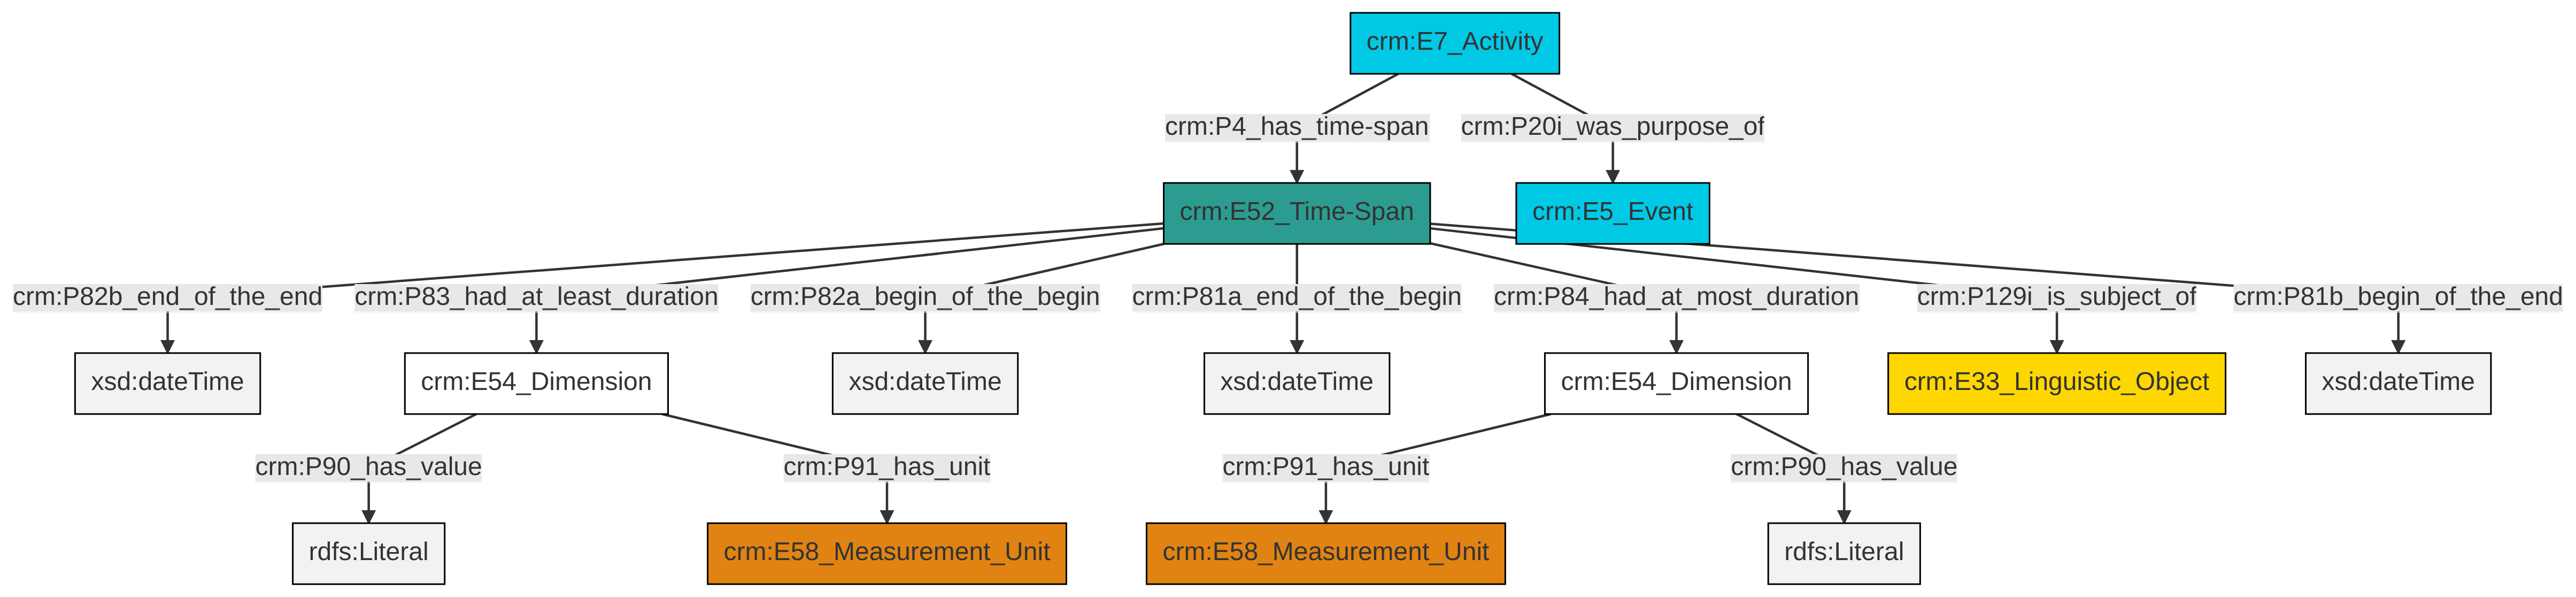 crm:E7_Activity
crm:P4_has_time-span
crm:P20i_was_purpose_of
crm:E52_Time-Span
crm:E5_Event
crm:P82b_end_of_the_end
crm:P83_had_at_least_duration
crm:P82a_begin_of_the_begin
crm:P81a_end_of_the_begin
crm:P84_had_at_most_duration
crm:P129i_is_subject_of
crm:P81b_begin_of_the_end
xsd:dateTime
crm:E54_Dimension
xsd:dateTime
xsd:dateTime
crm:E54_Dimension
crm:E33_Linguistic_Object
xsd:dateTime
crm:P90_has_value
crm:P91_has_unit
crm:P91_has_unit
crm:P90_has_value
rdfs:Literal
crm:E58_Measurement_Unit
crm:E58_Measurement_Unit
rdfs:Literal